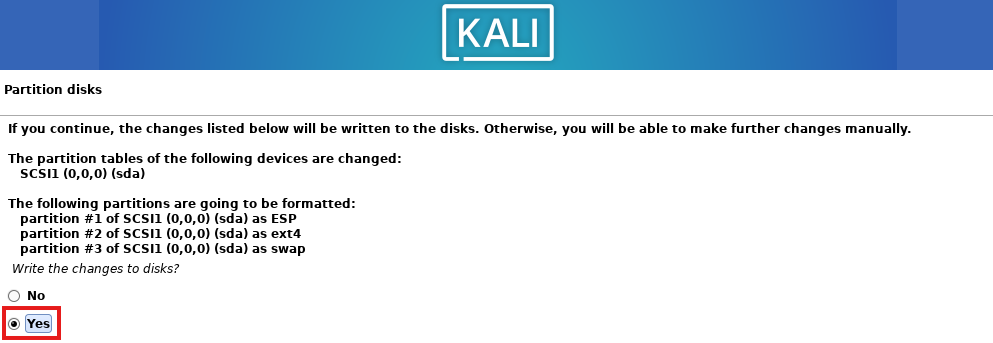 KALI
Partition disks
If you continue, the changes listed below will be written to the disks. Otherwise, you will be able to make further changes manually.
The partition tables of the following devices are changed:
SCSI1 (0,0,0) (sda)
The following partitions are going to be formatted:
partition #1 of SCSI1 (0,0,0) (sda) as ESP
partition #2 of SCSI1 (0,0,0) (sda) as ext4
partition #3 of SCSI1 (0,0,0) (sda) as swap
Write the changes to disks?
No
Yes